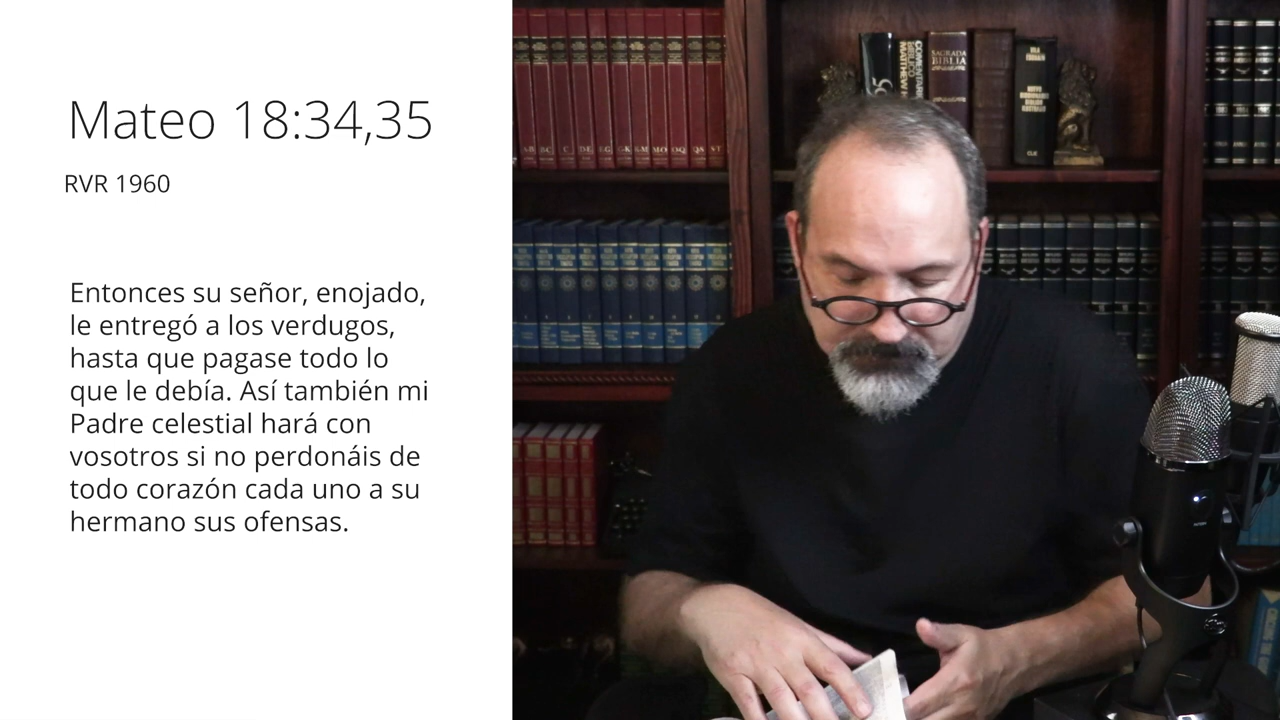 Mateo 18:34,35
RVR 1960
Entonces su señor, enojado,
le entregó a los verdugos,
hasta que pagase todo lo
que le debía. Así también mi
Padre celestial hará con
vosotros si no perdonáis de
todo corazón cada uno a su
hermano sus ofensas.
SAGRADA
BIBLIA